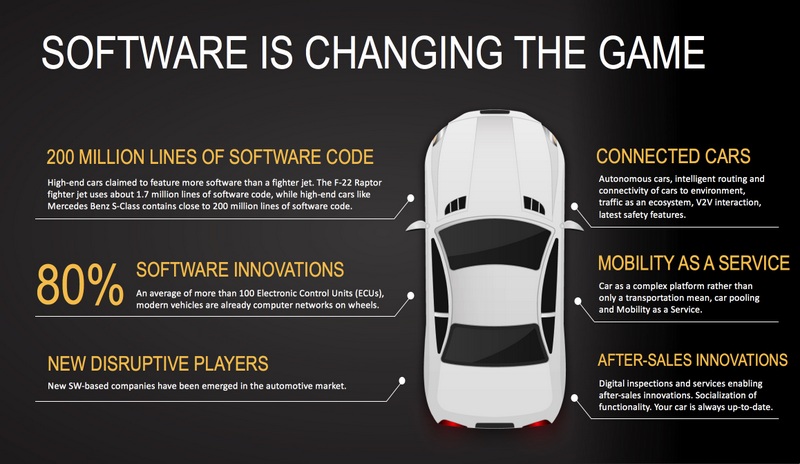 SOFTWARE IS CHANGING THE GAME
200 MILLION LINES OF SOFTWARE CODE
High-end cars claimed to feature more software than a fighter jet. The F-22 Raptor
fighter jet uses about 1.7 million lines of software code, while high-end cars like
Mercedes Benz S-Class contains close to 200 million lines of software code.
80% SOFTWARE INNOVATIONS
An average of more than 100 Electronic Control Units (ECUs),
modern vehicles are already computer networks on wheels.
NEW DISRUPTIVE PLAYERS
New SW-based companies have been emerged in the automotive market.
CONNECTED CARS
Autonomous cars, intelligent routing and
connectivity of cars to environment,
traffic as an ecosystem, V2V interaction,
latest safety features.
MOBILITY AS A SERVICE
Car as a complex platform rather than
only a transportation mean, car pooling
and Mobility as a Service.
AFTER-SALES INNOVATIONS
Digital inspections and services enabling
after-sales innovations. Socialization of
functionality. Your car is always up-to-date.